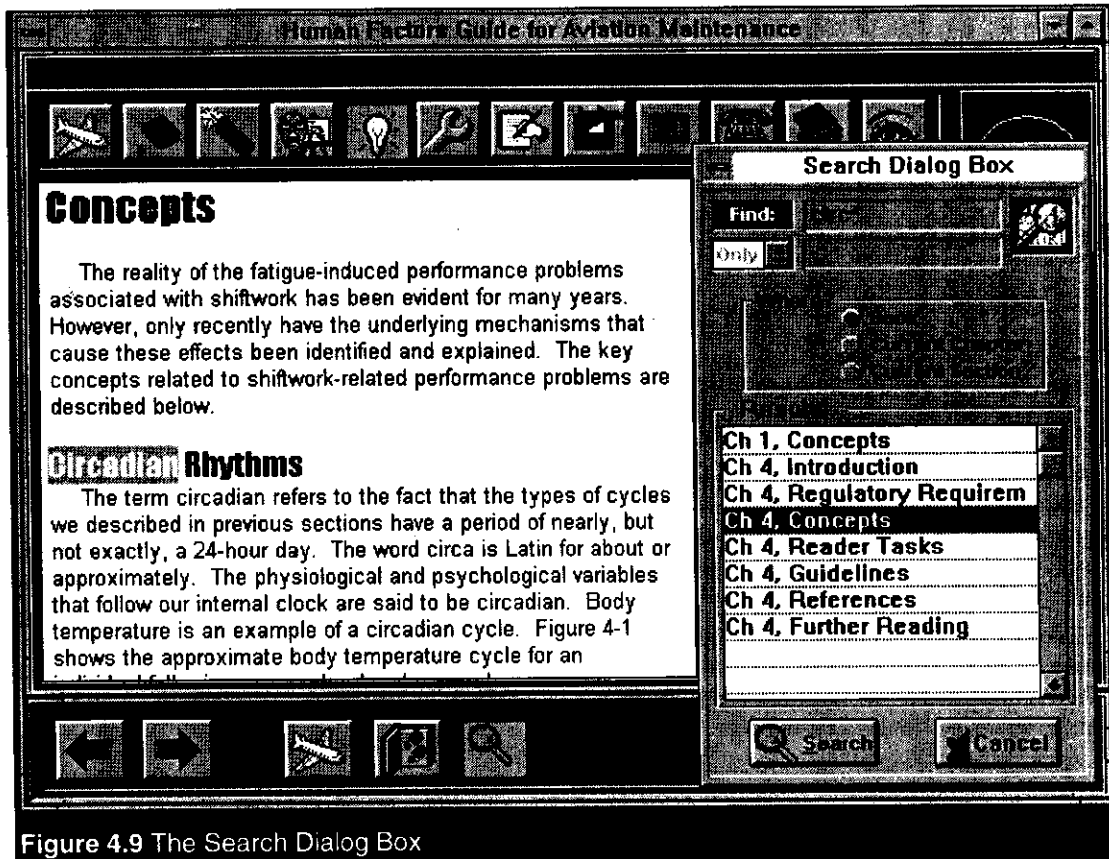 Human Factors Guide for Aviation Maintenance
Concepts
The reality of the fatigue-induced performance problems
associated with shiftwork has been evident for many years.
However, only recently have the underlying mechanisms that
cause these effects been identified and explained. The key
concepts related to shiftwork-related performance problems are
described below.
Circadian Rhythms
The term circadian refers to the fact that the types of cycles
we described in previous sections have a period of nearly, but
not exactly, a 24-hour day. The word circa is Latin for about or
approximately. The physiological and psychological variables
that follow our internal clock are said to be circadian. Body
temperature is an example of a circadian cycle. Figure 4-1
shows the approximate body temperature cycle for an
Search Dialog Box
Find:
Only
Current Chapter
Current Section
Results
Ch 1, Concepts
Ch 4, Introduction
Ch 4, Regulatory Requirem
Ch 4, Concepts
Ch 4, Reader Tasks
Ch 4, Guidelines
Ch 4, References
Ch 4, Further Reading
Search
Cancel
Figure 4.9 The Search Dialog Box